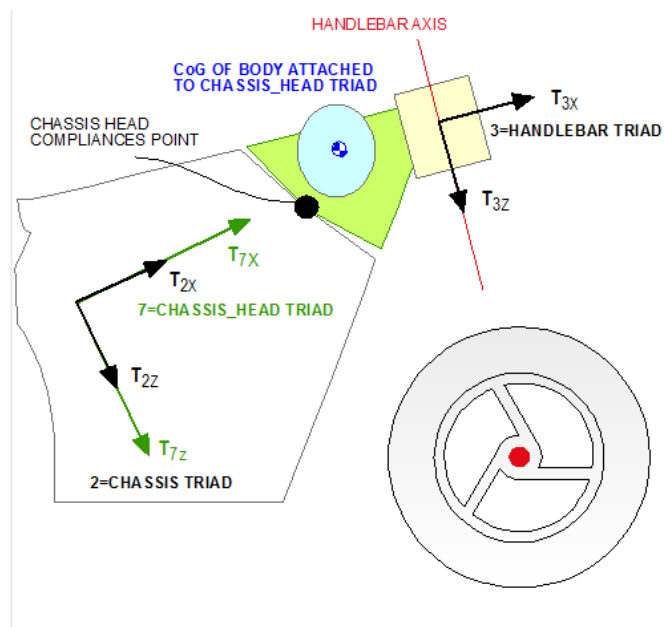 HANDLEBAR AXIS
CoG OF BODY ATTACHED
TO CHASSIS_HEAD TRIAD
CHASSIS HEAD
COMPLIANCES POINT
T3X
3=HANDLEBAR TRIAD
T3Z
T7X
T2X
7=CHASSIS_HEAD TRIAD
T2Z
T7Z
2=CHASSIS TRIAD